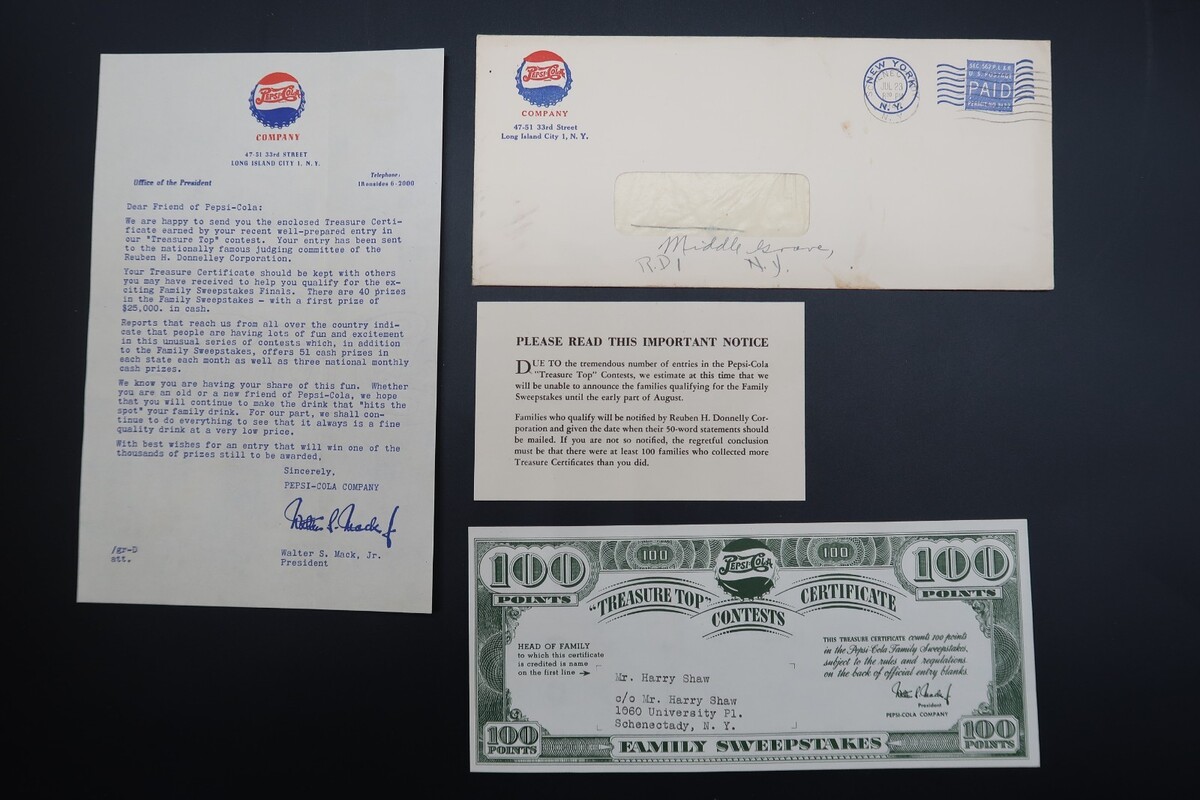 PEPSI-COLA
COMPANY
47-51 33rd STREET
LONG ISLAND CITY 1, N. Y.
Office of the President
Telephone:
IRonsides 6-2000
Dear Friend of Pepsi-Cola:
We are happy to send you the enclosed Treasure Certi-
ficate earned by your recent well-prepared entry in
our "Treasure Top" contest. Your entry has been sent
to the nationally famous judging committee of the
Reuben H. Donnelley Corporation.
Your Treasure Certificate should be kept with others
you may have received to help you qualify for the ex-
citing Family Sweepstakes Finals. There are 40 prizes
in the Family Sweepstakes - with a first prize of
$25,000. in cash.
Reports that reach us from all over the country indi-
cate that people are having lots of fun and excitement
in this unusual series of contests which, in addition
to the Family Sweepstakes, offers 51 cash prizes in
each state each month as well as three national monthly
cash prizes.
We know you are having your share of this fun. Whether
you are an old or a new friend of Pepsi-Cola, we hope
that you will continue to make the drink that "hits the
spot" your family drink. For our part, we shall con-
tinue to do everything to see that it always is a fine
quality drink at a very low price.
With best wishes for an entry that will win one of the
thousands of prizes still to be awarded,
Sincerely,
PEPSI-COLA COMPANY
Walter S. Mack, Jr.
Walter S. Mack, Jr.
President
/gr-D
att.
PEPSI-COLA
COMPANY
47-51 33rd Street
Long Island City 1, N. Y.
NEW YORK
JUL 23
N.Y.
U.S. POSTAGE
PAID
Middle Grove,
R.D 1 N.Y.
PLEASE READ THIS IMPORTANT NOTICE
DUE TO the tremendous number of entries in the Pepsi-Cola
"Treasure Top" Contests, we estimate at this time that we
will be unable to announce the families qualifying for the Family
Sweepstakes until the early part of August.
Families who qualify will be notified by Reuben H. Donnelly Cor-
poration and given the date when their 50-word statements should
be mailed. If you are not so notified, the regretful conclusion
must be that there were at least 100 families who collected more
Treasure Certificates than you did.
100 POINTS
100
PEPSI-COLA
100
100 POINTS
"TREASURE TOP" CONTESTS CERTIFICATE
HEAD OF FAMILY
to which this certificate
is credited is name
on the first line →
THIS TREASURE CERTIFICATE counts 100 points
in the Pepsi-Cola Family Sweepstakes,
subject to the rules and regulations
on the back of official entry blanks.
Walter S. Mack Jr
President
PEPSI-COLA COMPANY
Mr. Harry Shaw
c/o Mr. Harry Shaw
1060 University Pl.
Schenectady, N. Y.
100 POINTS
FAMILY SWEEPSTAKES
100 POINTS